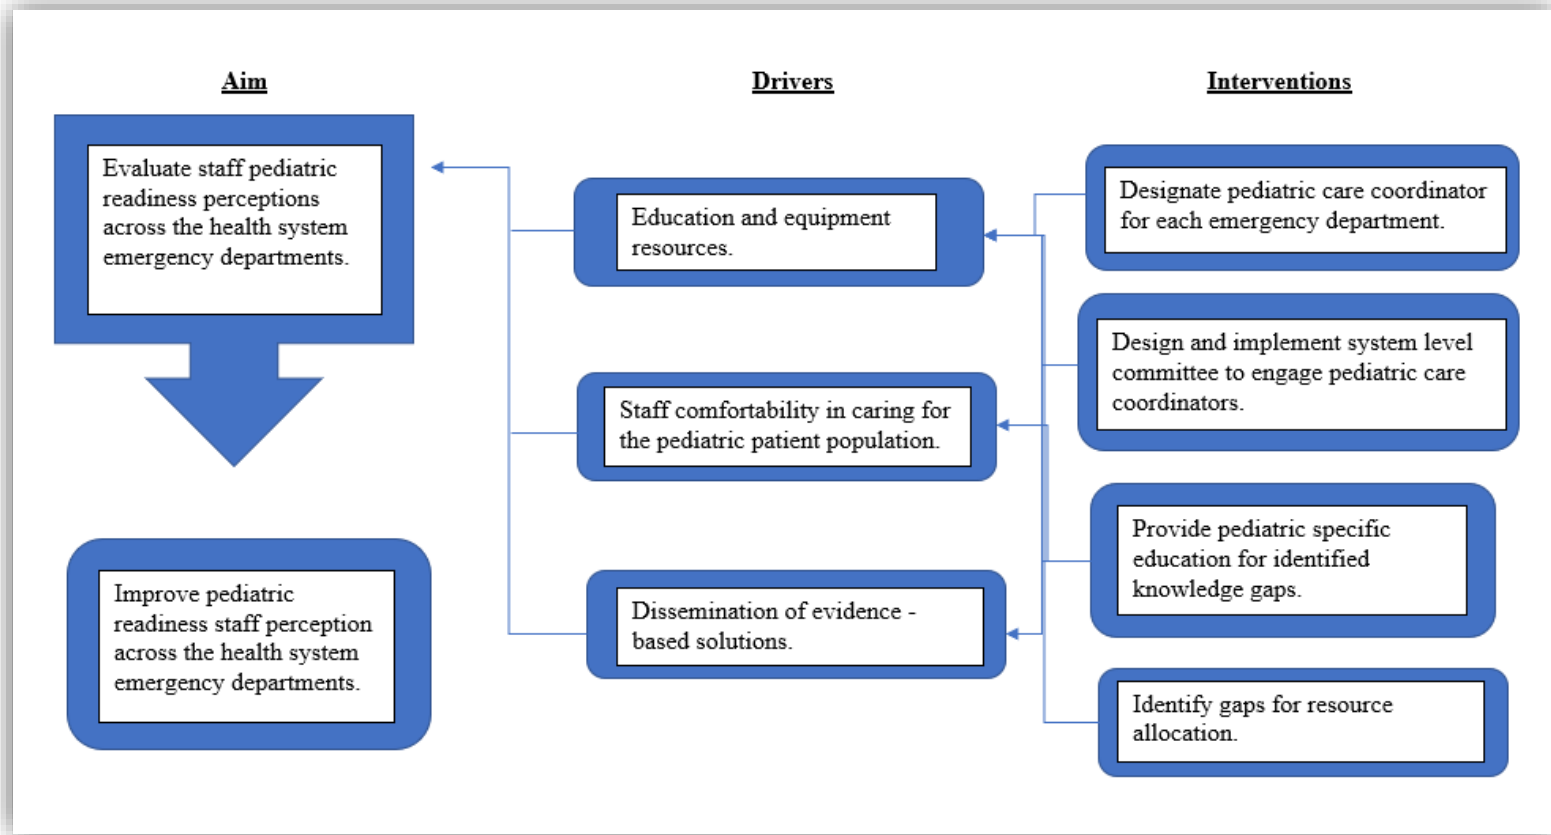 Aim
Evaluate staff pediatric
readiness perceptions
across the health system
emergency departments.
Improve pediatric
readiness staff perception
across the health system
emergency departments.
Drivers
Education and equipment
resources.
Staff comfortability in caring for
the pediatric patient population.
Dissemination of evidence -
based solutions.
Interventions
Designate pediatric care coordinator
for each emergency department.
Design and implement system level
committee to engage pediatric care
coordinators.
Provide pediatric specific
education for identified
knowledge gaps.
Identify gaps for resource
allocation.